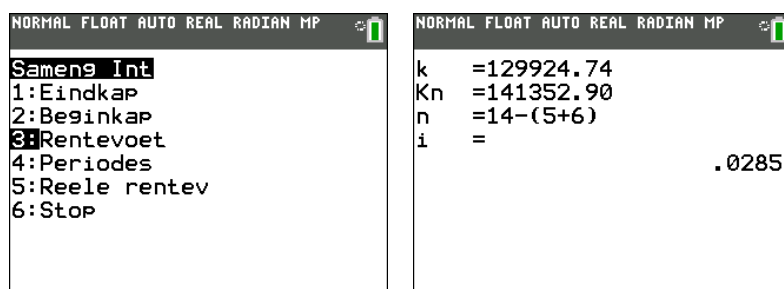 NORMAL FLOAT AUTO REAL RADIAN MP
Sameng Int
1:Eindkap
2:Beginkap
3:Rentevoet
4:Periodes
5:Reele rentev
6:Stop
NORMAL FLOAT AUTO REAL RADIAN MP
k =129924.74
Kn =141352.90
n =14-(5+6)
i =
.0285